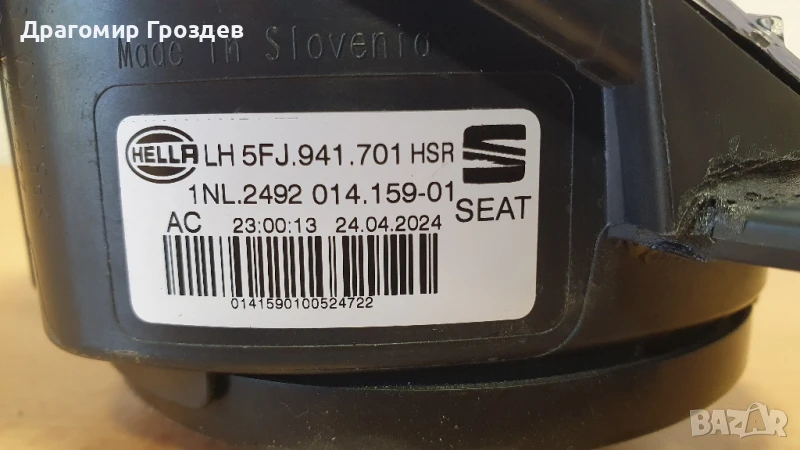 Драгомир Гроздев
Made in Slovenia
HELLA LH 5FJ.941.701 HSR
1NL.2492 014.159-01
SEAT
AC 23:00:13 24.04.2024
0141590100524722
BAZAR